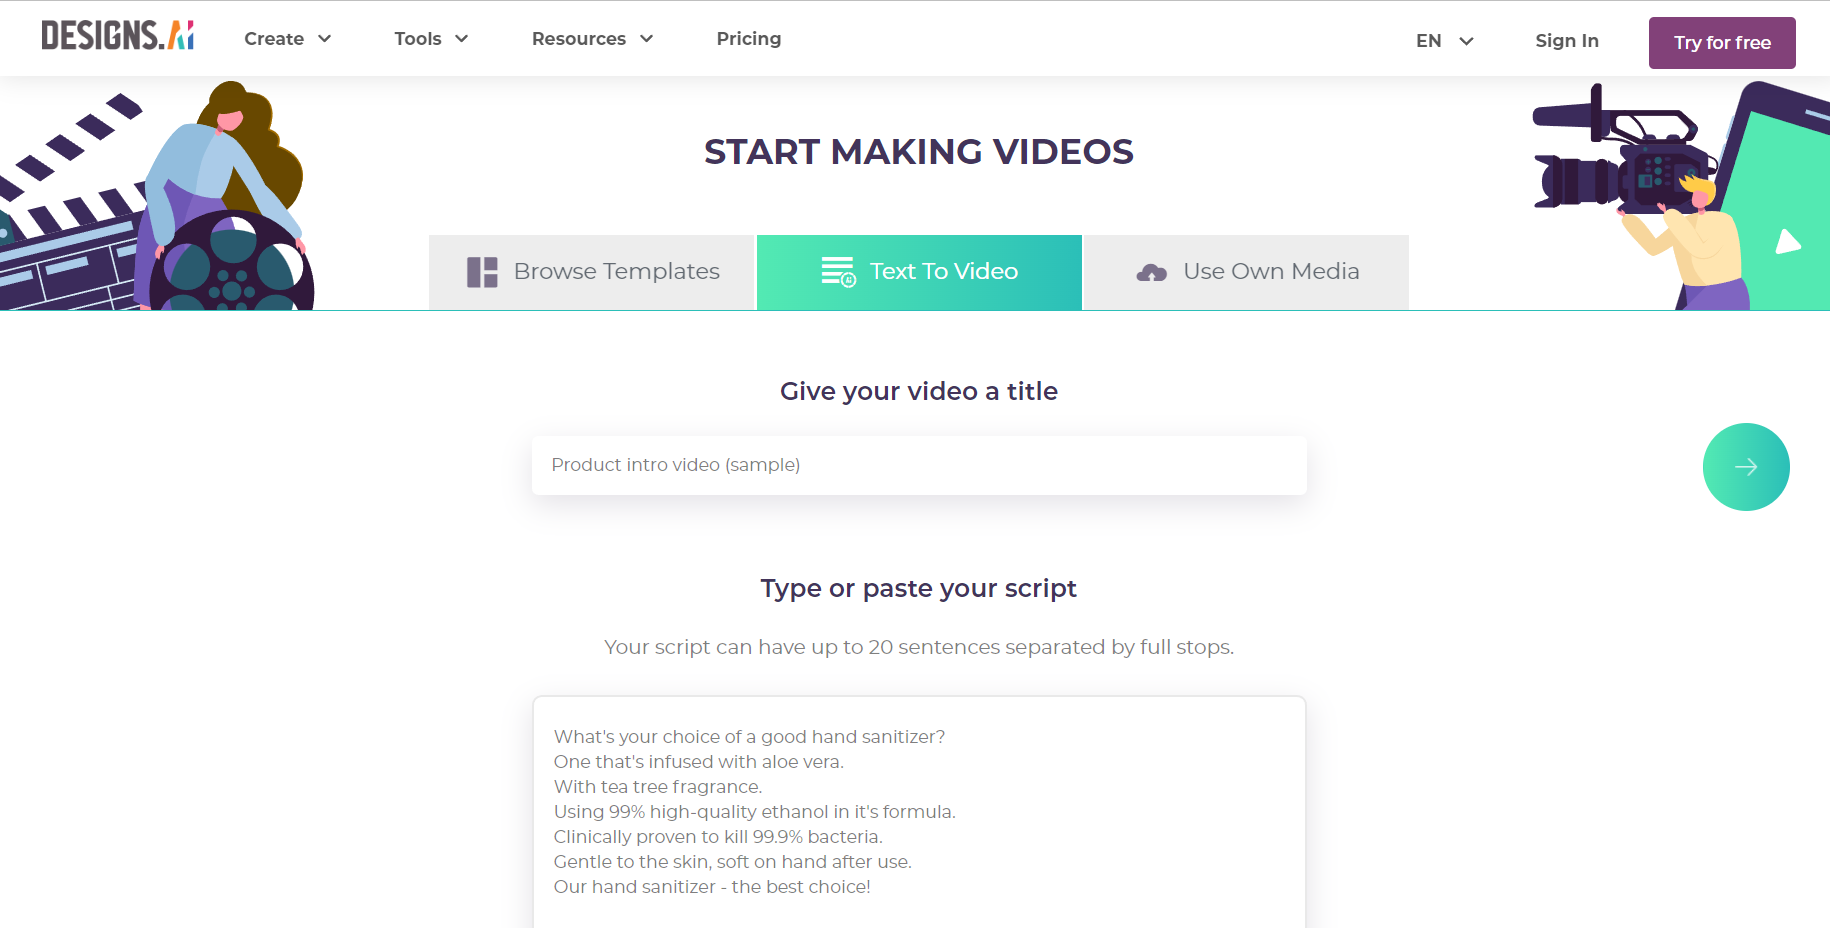 DESIGNS.AI
Create
Tools
Resources
Pricing
EN
Sign In
Try for free
START MAKING VIDEOS
Browse Templates
Text To Video
Use Own Media
Give your video a title
Product intro video (sample)
Type or paste your script
Your script can have up to 20 sentences separated by full stops.
What's your choice of a good hand sanitizer?
One that's infused with aloe vera.
With tea tree fragrance.
Using 99% high-quality ethanol in it's formula.
Clinically proven to kill 99.9% bacteria.
Gentle to the skin, soft on hand after use.
Our hand sanitizer - the best choice!